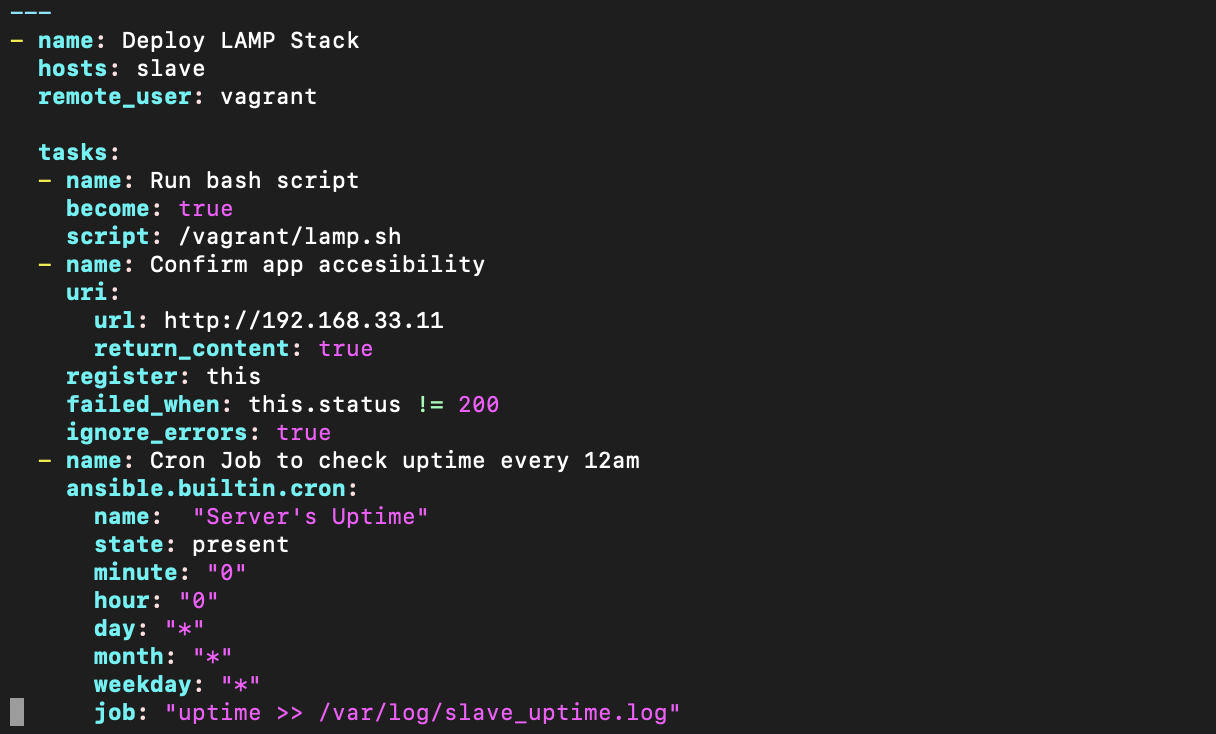 ---
- name: Deploy LAMP Stack
  hosts: slave
  remote_user: vagrant

  tasks:
  - name: Run bash script
    become: true
    script: /vagrant/lamp.sh
  - name: Confirm app accesibility
    uri:
      url: http://192.168.33.11
      return_content: true
    register: this
    failed_when: this.status != 200
    ignore_errors: true
  - name: Cron Job to check uptime every 12am
    ansible.builtin.cron:
      name:  "Server's Uptime"
      state: present
      minute: "0"
      hour: "0"
      day: "*"
      month: "*"
      weekday: "*"
      job: "uptime >> /var/log/slave_uptime.log"